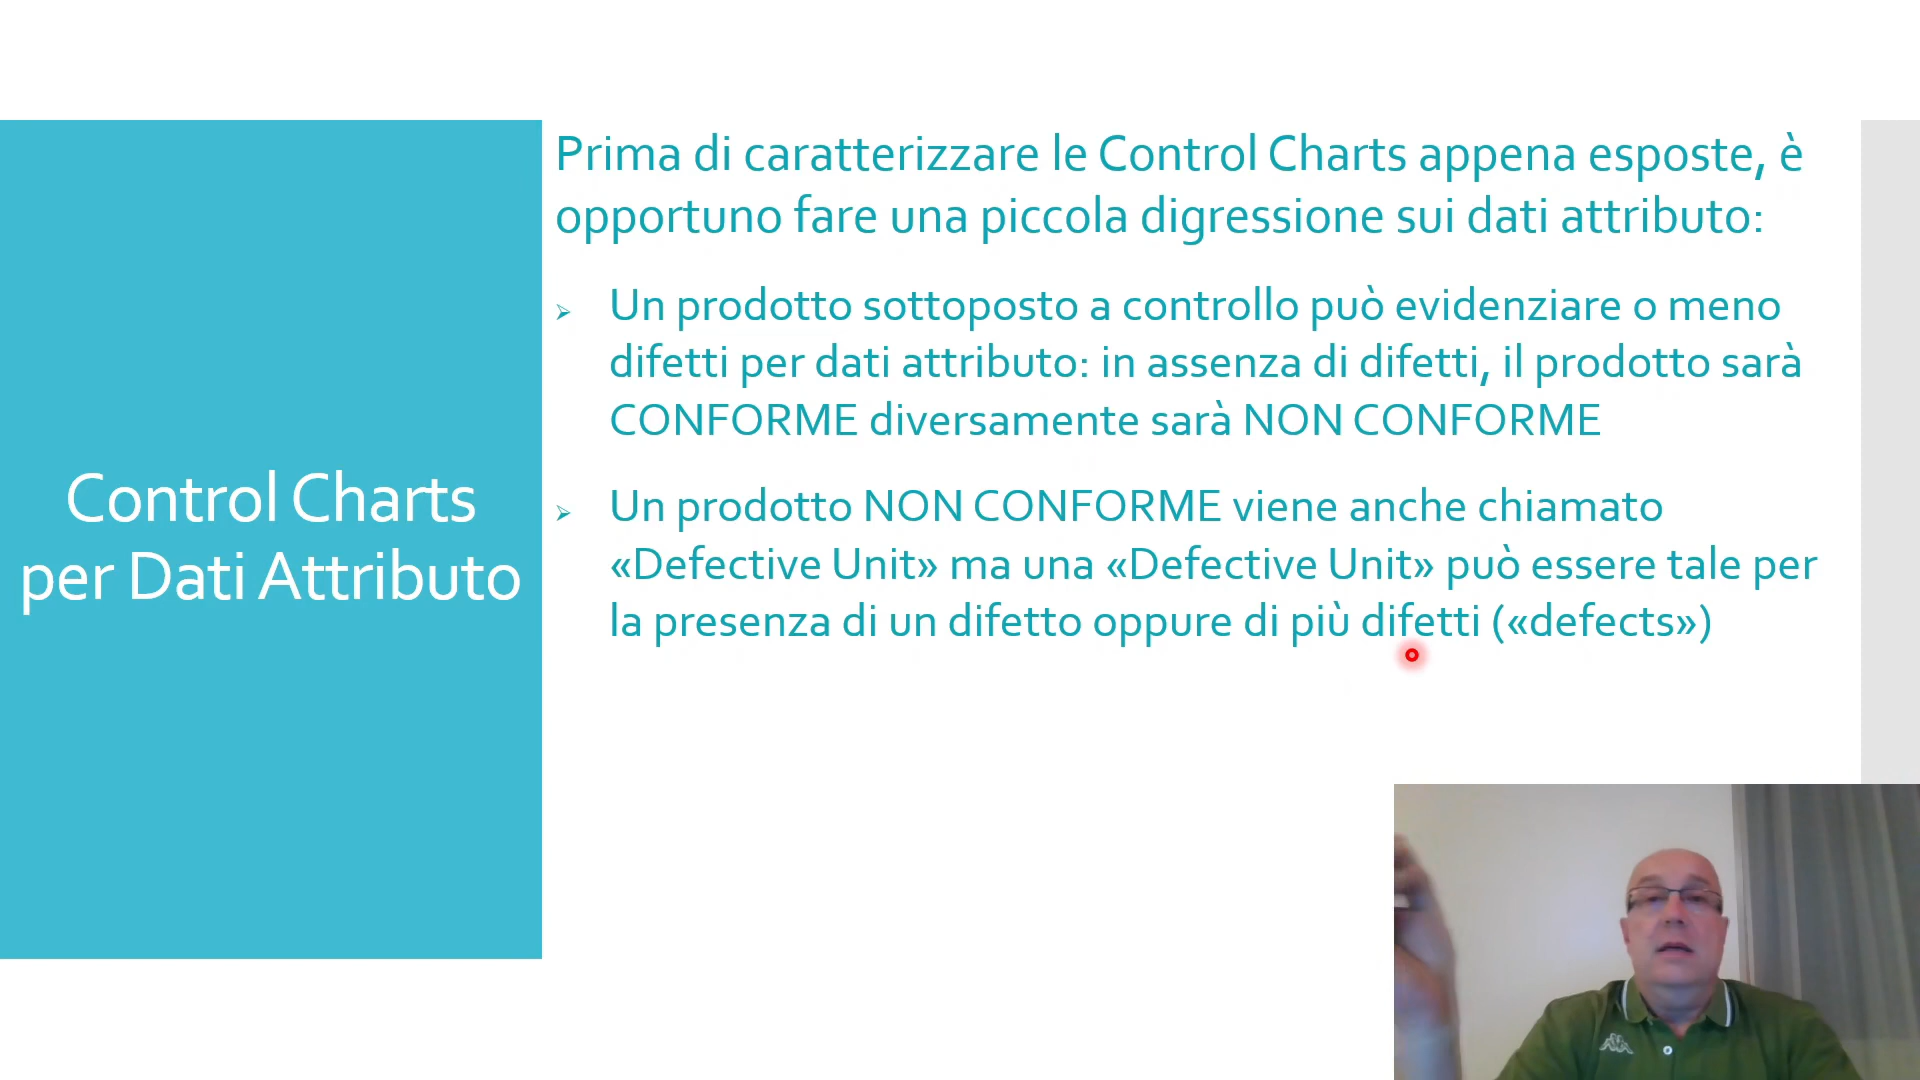 Control Charts
per Dati Attributo
Prima di caratterizzare le Control Charts appena esposte, è
opportuno fare una piccola digressione sui dati attributo:
Un prodotto sottoposto a controllo può evidenziare o meno
difetti per dati attributo: in assenza di difetti, il prodotto sarà
CONFORME diversamente sarà NON CONFORME
Un prodotto NON CONFORME viene anche chiamato
«Defective Unit» ma una «Defective Unit» può essere tale per
la presenza di un difetto oppure di più difetti («defects»)